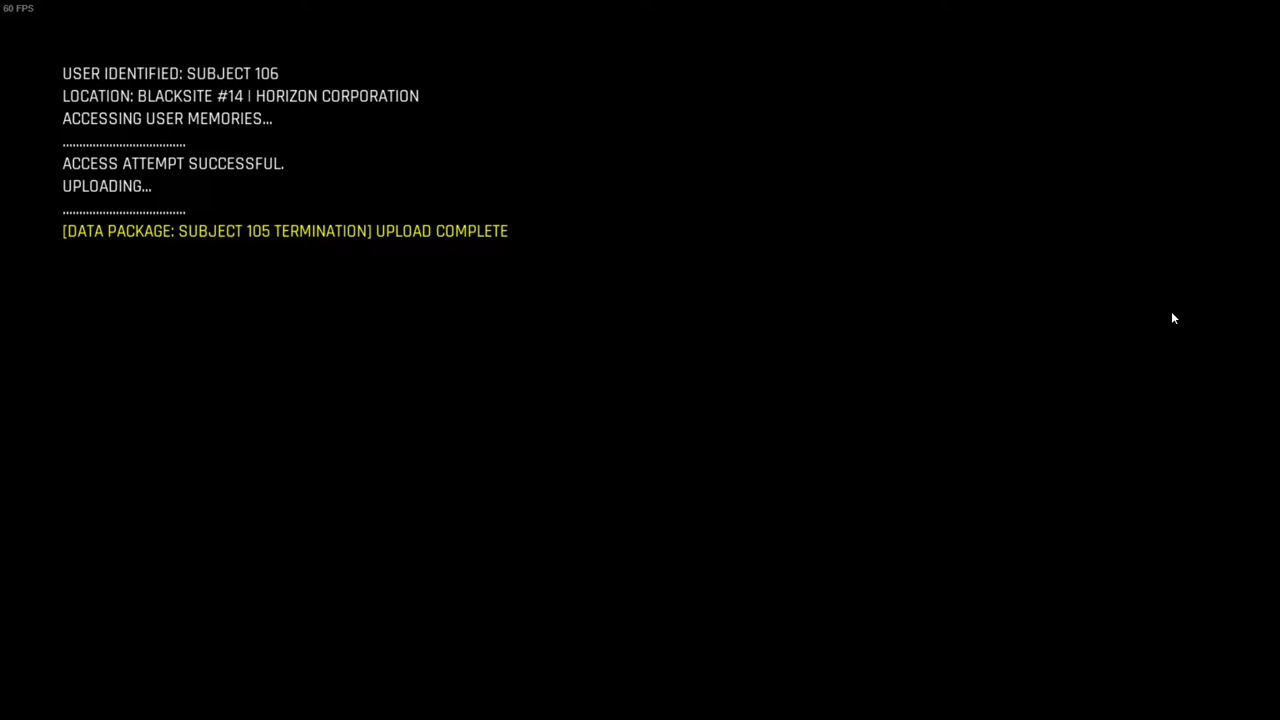 60 FPS
USER IDENTIFIED: SUBJECT 106
LOCATION: BLACKSITE #14 | HORIZON CORPORATION
ACCESSING USER MEMORIES...
.....................................
ACCESS ATTEMPT SUCCESSFUL.
UPLOADING...
.....................................
[DATA PACKAGE: SUBJECT 105 TERMINATION] UPLOAD COMPLETE